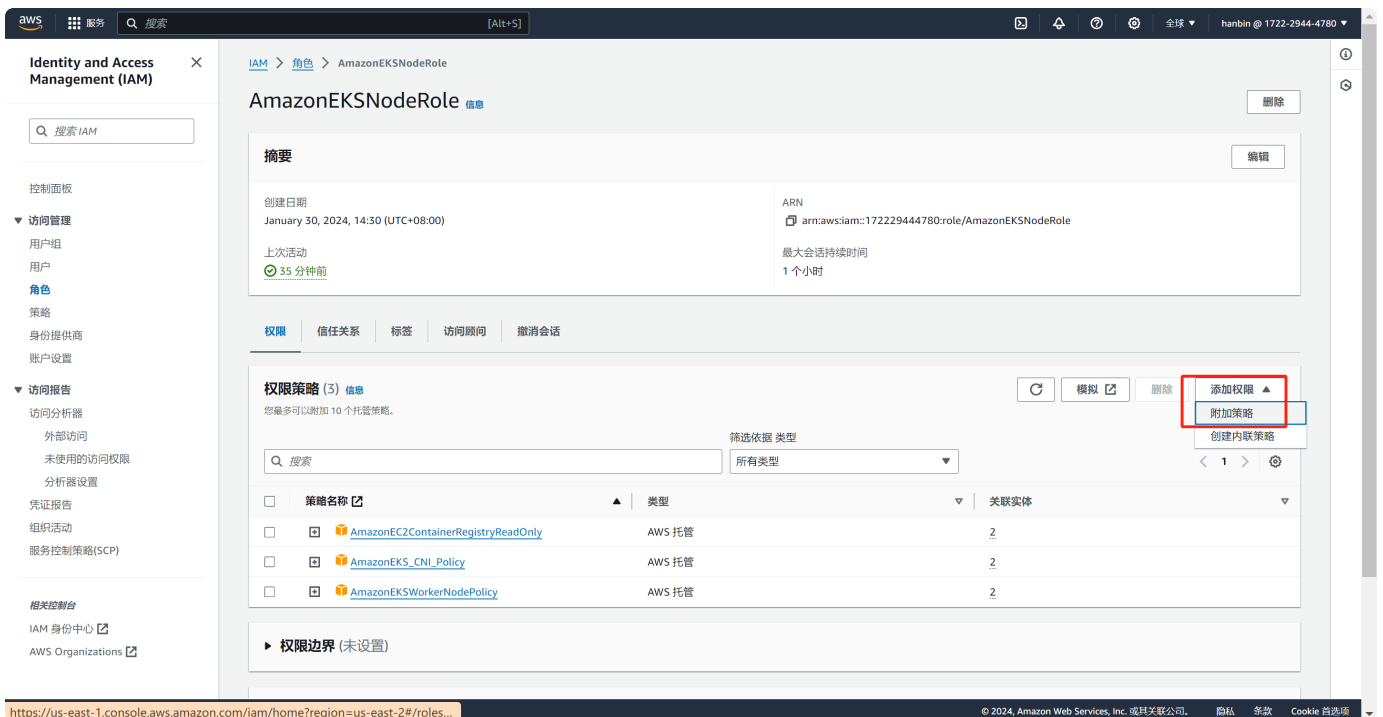 aws 服务 搜索 [Alt+S] 全球 ▼ hanbin @ 1722-2944-4780 ▼
Identity and Access Management (IAM)
搜索 IAM
控制面板
访问管理
用户组
用户
角色
策略
身份提供商
账户设置
访问报告
访问分析器
外部访问
未使用的访问权限
分析器设置
凭证报告
组织活动
服务控制策略(SCP)
相关控制台
IAM 身份中心
AWS Organizations
IAM > 角色 > AmazonEKSNodeRole
AmazonEKSNodeRole 信息
删除
摘要
编辑
创建日期
January 30, 2024, 14:30 (UTC+08:00)
ARN
arn:aws:iam::172229444780:role/AmazonEKSNodeRole
上次活动
35 分钟前
最大会话持续时间
1 个小时
权限 信任关系 标签 访问顾问 撤消会话
权限策略 (3) 信息
您最多可以附加 10 个托管策略。
模拟 删除 添加权限
附加策略
创建内联策略
筛选依据 类型
搜索 所有类型 < 1 >
策略名称 类型 关联实体
AmazonEC2ContainerRegistryReadOnly AWS 托管 2
AmazonEKS_CNI_Policy AWS 托管 2
AmazonEKSWorkerNodePolicy AWS 托管 2
权限边界 (未设置)
https://us-east-1.console.aws.amazon.com/iam/home?region=us-east-2#/roles...
© 2024, Amazon Web Services, Inc. 或其关联公司。 隐私 条款 Cookie 首选项